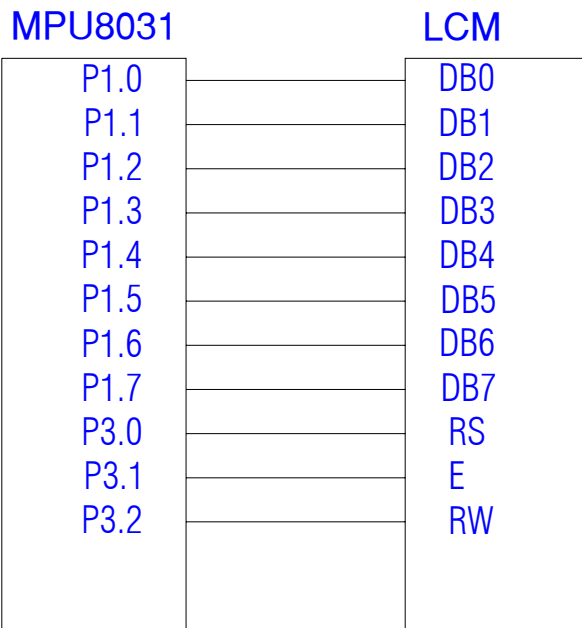 MPU8031 LCM
P1.0 DB0
P1.1 DB1
P1.2 DB2
P1.3 DB3
P1.4 DB4
P1.5 DB5
P1.6 DB6
P1.7 DB7
P3.0 RS
P3.1 E
P3.2 RW